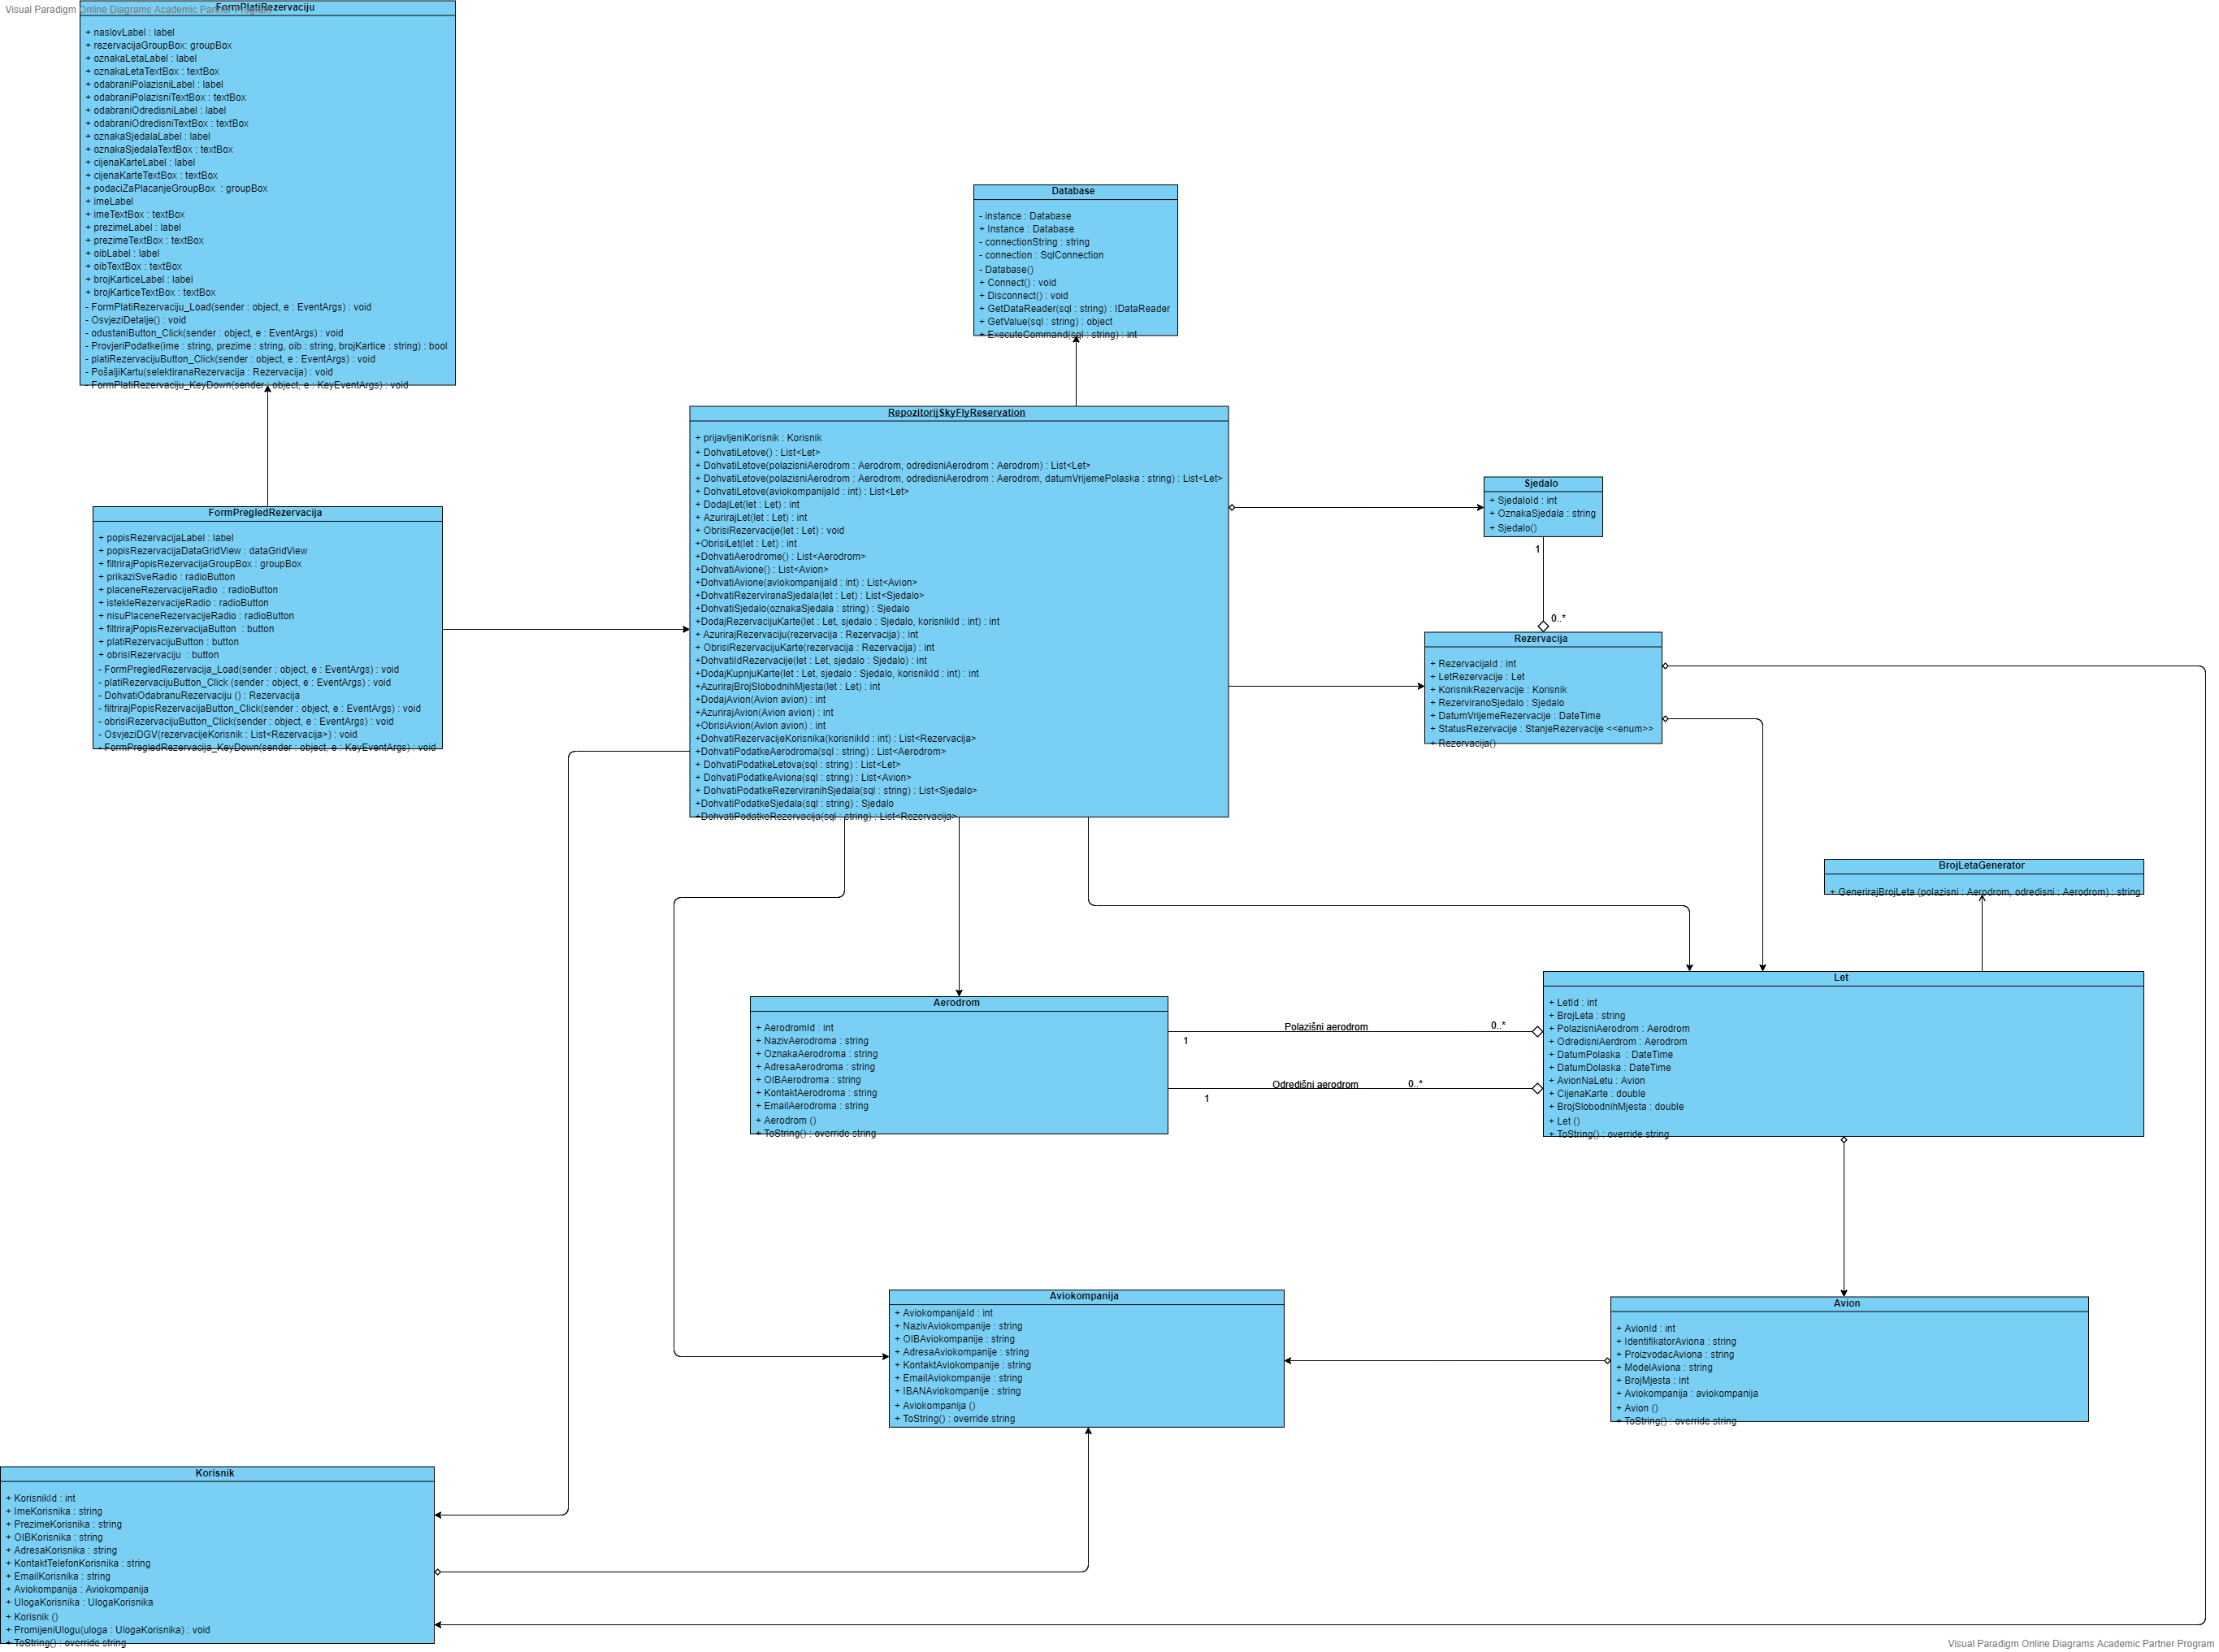 Visual Paradigm Online Diagrams Academic Partner Program
FormPlatiRezervaciju
+ naslovLabel : label
+ rezervacijaGroupBox: groupBox
+ oznakaLetaLabel : label
+ oznakaLetaTextBox : textBox
+ odabraniPolazisniLabel : label
+ odabraniPolazisniTextBox : textBox
+ odabraniOdredisniLabel : label
+ odabraniOdredisniTextBox : textBox
+ oznakaSjedalaLabel : label
+ oznakaSjedalaTextBox : textBox
+ cijenaKarteLabel : label
+ cijenaKarteTextBox : textBox
+ podaciZaPlacanjeGroupBox  : groupBox
+ imeLabel
+ imeTextBox : textBox
+ prezimeLabel : label
+ prezimeTextBox : textBox
+ oibLabel : label
+ oibTextBox : textBox
+ brojKarticeLabel : label
+ brojKarticeTextBox : textBox
- FormPlatiRezervaciju_Load(sender : object, e : EventArgs) : void
- OsvjeziDetalje() : void
- odustaniButton_Click(sender : object, e : EventArgs) : void
- ProvjeriPodatke(ime : string, prezime : string, oib : string, brojKartice : string) : bool
- platiRezervacijuButton_Click(sender : object, e : EventArgs) : void
- PošaljiKartu(selektiranaRezervacija : Rezervacija) : void
- FormPlatiRezervaciju_KeyDown(sender : object, e : KeyEventArgs) : void
Database
- instance : Database
+ Instance : Database
- connectionString : string
- connection : SqlConnection
- Database()
+ Connect() : void
+ Disconnect() : void
+ GetDataReader(sql : string) : IDataReader
+ GetValue(sql : string) : object
+ ExecuteCommand(sql : string) : int
RepozitorijSkyFlyReservation
+ prijavljeniKorisnik : Korisnik
+ DohvatiLetove() : List<Let>
+ DohvatiLetove(polazisniAerodrom : Aerodrom, odredisniAerodrom : Aerodrom) : List<Let>
+ DohvatiLetove(polazisniAerodrom : Aerodrom, odredisniAerodrom : Aerodrom, datumVrijemePolaska : string) : List<Let>
+ DohvatiLetove(aviokompanijaId : int) : List<Let>
+ DodajLet(let : Let) : int
+ AzurirajLet(let : Let) : int
+ ObrisiRezervacije(let : Let) : void
+ObrisiLet(let : Let) : int
+DohvatiAerodrome() : List<Aerodrom>
+DohvatiAvione() : List<Avion>
+DohvatiAvione(aviokompanijaId : int) : List<Avion>
+DohvatiRezerviranaSjedala(let : Let) : List<Sjedalo>
+DohvatiSjedalo(oznakaSjedala : string) : Sjedalo
+DodajRezervacijuKarte(let : Let, sjedalo : Sjedalo, korisnikId : int) : int
+ AzurirajRezervaciju(rezervacija : Rezervacija) : int
+ ObrisiRezervacijuKarte(rezervacija : Rezervacija) : int
+DohvatiIdRezervacije(let : Let, sjedalo : Sjedalo) : int
+DodajKupnjuKarte(let : Let, sjedalo : Sjedalo, korisnikId : int) : int
+AzurirajBrojSlobodnihMjesta(let : Let) : int
+DodajAvion(Avion avion) : int
+AzurirajAvion(Avion avion) : int
+ObrisiAvion(Avion avion) : int
+DohvatiRezervacijeKorisnika(korisnikId : int) : List<Rezervacija>
+DohvatiPodatkeAerodroma(sql : string) : List<Aerodrom>
+ DohvatiPodatkeLetova(sql : string) : List<Let>
+ DohvatiPodatkeAviona(sql : string) : List<Avion>
+ DohvatiPodatkeRezerviranihSjedala(sql : string) : List<Sjedalo>
+DohvatiPodatkeSjedala(sql : string) : Sjedalo
+DohvatiPodatkeRezervacija(sql : string) : List<Rezervacija>
Sjedalo
+ SjedaloId : int
+ OznakaSjedala : string
+ Sjedalo()
1
0..*
FormPregledRezervacija
+ popisRezervacijaLabel : label
+ popisRezervacijaDataGridView : dataGridView
+ filtrirajPopisRezervacijaGroupBox : groupBox
+ prikaziSveRadio : radioButton
+ placeneRezervacijeRadio  : radioButton
+ istekleRezervacijeRadio : radioButton
+ nisuPlaceneRezervacijeRadio : radioButton
+ filtrirajPopisRezervacijaButton  : button
+ platiRezervacijuButton : button
+ obrisiRezervaciju  : button
- FormPregledRezervacija_Load(sender : object, e : EventArgs) : void
- platiRezervacijuButton_Click (sender : object, e : EventArgs) : void
- DohvatiOdabranuRezervaciju () : Rezervacija
- filtrirajPopisRezervacijaButton_Click(sender : object, e : EventArgs) : void
- obrisiRezervacijuButton_Click(sender : object, e : EventArgs) : void
- OsvjeziDGV(rezervacijeKorisnik : List<Rezervacija>) : void
- FormPregledRezervacija_KeyDown(sender : object, e : KeyEventArgs) : void
Rezervacija
+ RezervacijaId : int
+ LetRezervacije : Let
+ KorisnikRezervacije : Korisnik
+ RezerviranoSjedalo : Sjedalo
+ DatumVrijemeRezervacije : DateTime
+ StatusRezervacije : StanjeRezervacije <<enum>>
+ Rezervacija()
BrojLetaGenerator
+ GenerirajBrojLeta (polazisni : Aerodrom, odredisni : Aerodrom) : string
Aerodrom
+ AerodromId : int
+ NazivAerodroma : string
+ OznakaAerodroma : string
+ AdresaAerodroma : string
+ OIBAerodroma : string
+ KontaktAerodroma : string
+ EmailAerodroma : string
+ Aerodrom ()
+ ToString() : override string
Polazišni aerodrom
0..*
1
Odredišni aerodrom
0..*
1
Let
+ LetId : int
+ BrojLeta : string
+ PolazisniAerodrom : Aerodrom
+ OdredisniAerdrom : Aerodrom
+ DatumPolaska  : DateTime
+ DatumDolaska : DateTime
+ AvionNaLetu : Avion
+ CijenaKarte : double
+ BrojSlobodnihMjesta : double
+ Let ()
+ ToString() : override string
Aviokompanija
+ AviokompanijaId : int
+ NazivAviokompanije : string
+ OIBAviokompanije : string
+ AdresaAviokompanije : string
+ KontaktAviokompanije : string
+ EmailAviokompanije : string
+ IBANAviokompanije : string
+ Aviokompanija ()
+ ToString() : override string
Avion
+ AvionId : int
+ IdentifikatorAviona : string
+ ProizvodacAviona : string
+ ModelAviona : string
+ BrojMjesta : int
+ Aviokompanija : aviokompanija
+ Avion ()
+ ToString() : override string
Korisnik
+ KorisnikId : int
+ ImeKorisnika : string
+ PrezimeKorisnika : string
+ OIBKorisnika : string
+ AdresaKorisnika : string
+ KontaktTelefonKorisnika : string
+ EmailKorisnika : string
+ Aviokompanija : Aviokompanija
+ UlogaKorisnika : UlogaKorisnika
+ Korisnik ()
+ PromijeniUlogu(uloga : UlogaKorisnika) : void
+ ToString() : override string
Visual Paradigm Online Diagrams Academic Partner Program